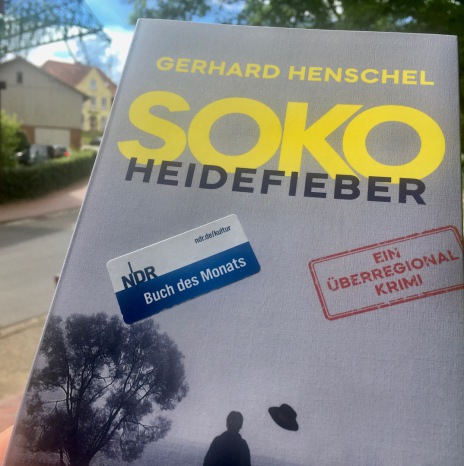 GERHARD HENSCHEL
SOKO
HEIDEFIEBER
ndr.de/kultur
NDR
Buch des Monats
EIN
ÜBERREGIONAL
KRIMI